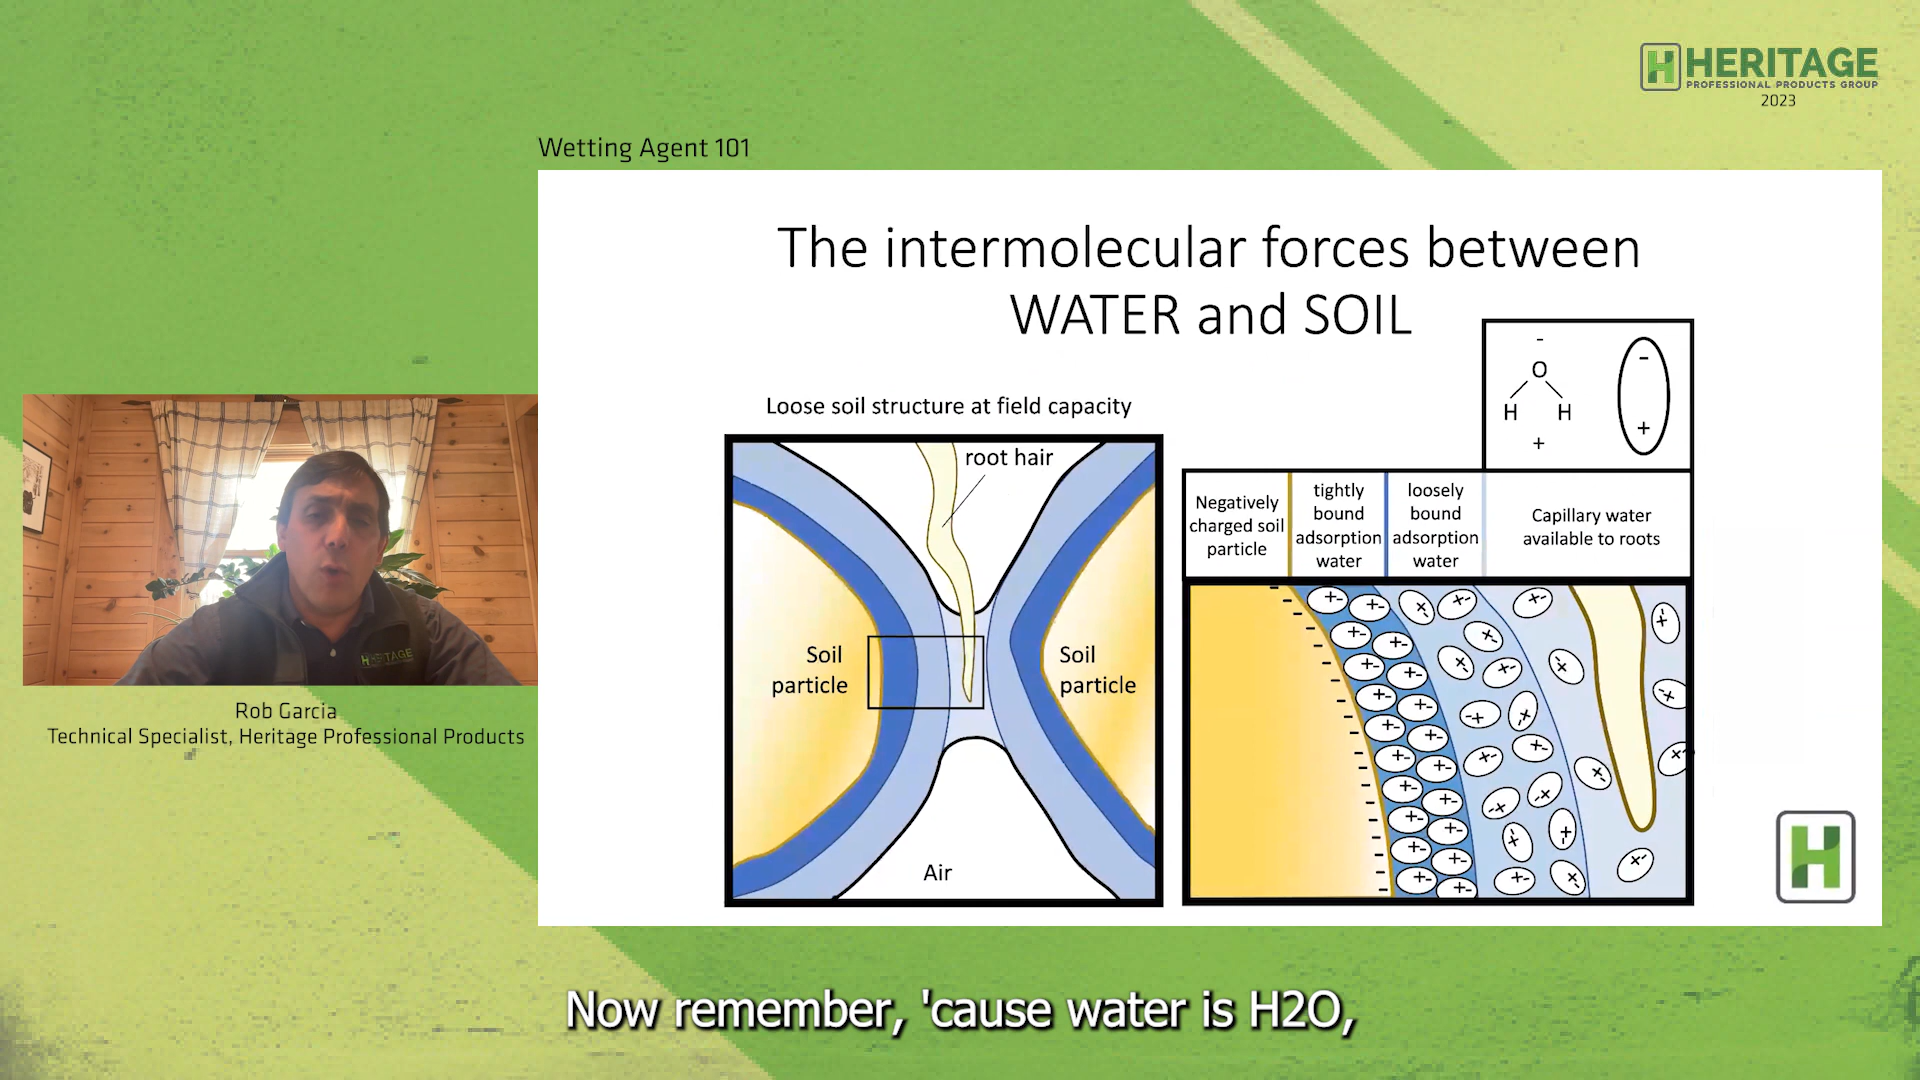 HERITAGE
PROFESSIONAL PRODUCTS GROUP
2023
Wetting Agent 101
The intermolecular forces between
WATER and SOIL
Loose soil structure at field capacity
root hair
Soil
particle
Soil
particle
Air
-
O
H H
+
-
+
Negatively
charged soil
particle
tightly
bound
adsorption
water
loosely
bound
adsorption
water
Capillary water
available to roots
HERITAGE
Rob Garcia
Technical Specialist, Heritage Professional Products
Now remember, 'cause water is H2O,